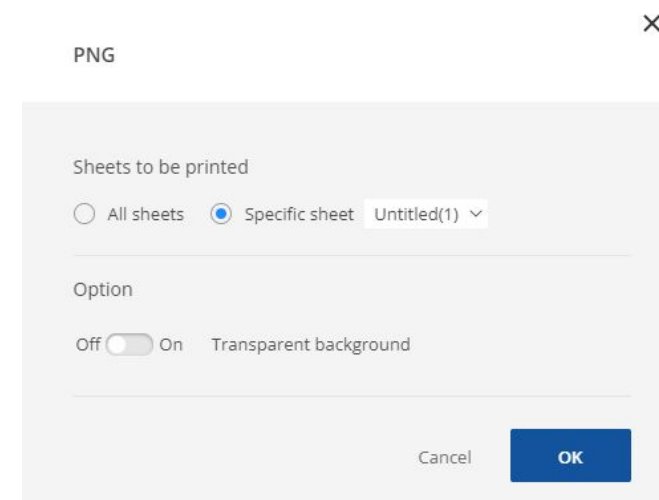 PNG
Sheets to be printed
All sheets Specific sheet Untitled(1)
Option
Off On Transparent background
Cancel OK